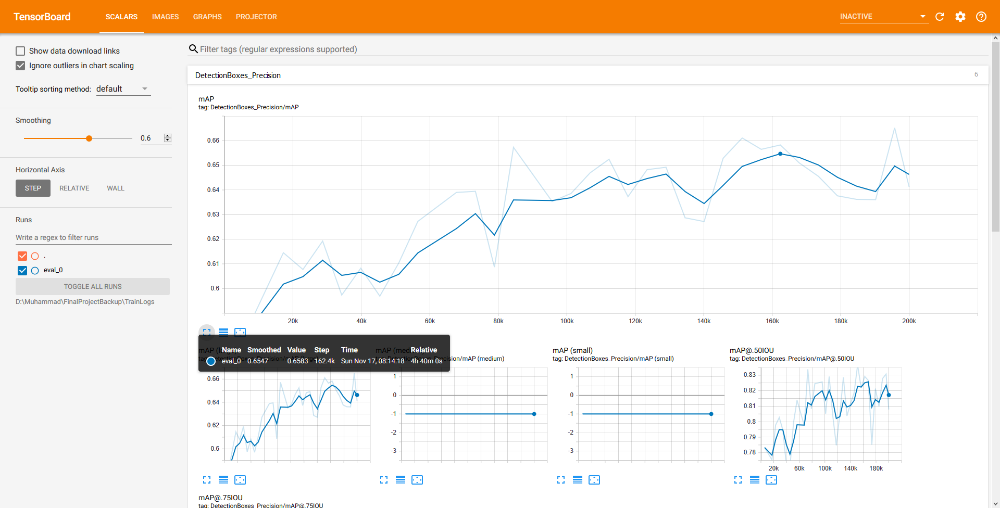 TensorBoard
SCALARS IMAGES GRAPHS PROJECTOR
INACTIVE
Show data download links
Ignore outliers in chart scaling
Tooltip sorting method: default
Smoothing
0.6
Horizontal Axis
STEP RELATIVE WALL
Runs
Write a regex to filter runs
.
eval_0
TOGGLE ALL RUNS
D:\Muhammad\FinalProjectBackup\TrainLogs
Filter tags (regular expressions supported)
DetectionBoxes_Precision 6
mAP
tag: DetectionBoxes_Precision/mAP
0.66
0.65
0.64
0.63
0.62
0.61
0.6
20k 40k 60k 80k 100k 120k 140k 160k 180k 200k
Name Smoothed Value Step Time Relative
eval_0 0.6547 0.6583 162.4k Sun Nov 17, 08:14:18 4h 40m 0s
mAP (large)
tag: DetectionBoxes_Precision/mAP (large)
0.66
0.64
0.62
0.6
mAP (medium)
tag: DetectionBoxes_Precision/mAP (medium)
1
0
-1
-2
-3
mAP (small)
tag: DetectionBoxes_Precision/mAP (small)
1
0
-1
-2
-3
mAP@.50IOU
tag: DetectionBoxes_Precision/mAP@.50IOU
0.83
0.82
0.81
0.8
0.79
0.78
20k 60k 100k 140k 180k
mAP@.75IOU
tag: DetectionBoxes_Precision/mAP@.75IOU